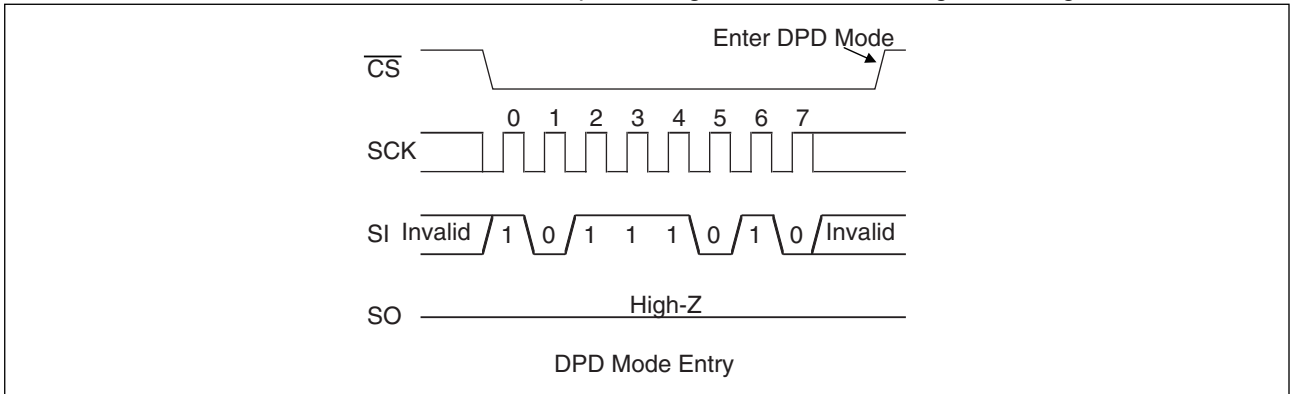 Enter DPD Mode
CS
0 1 2 3 4 5 6 7
SCK
SI Invalid 1 0 1 1 1 0 1 0 Invalid
High-Z
SO
DPD Mode Entry